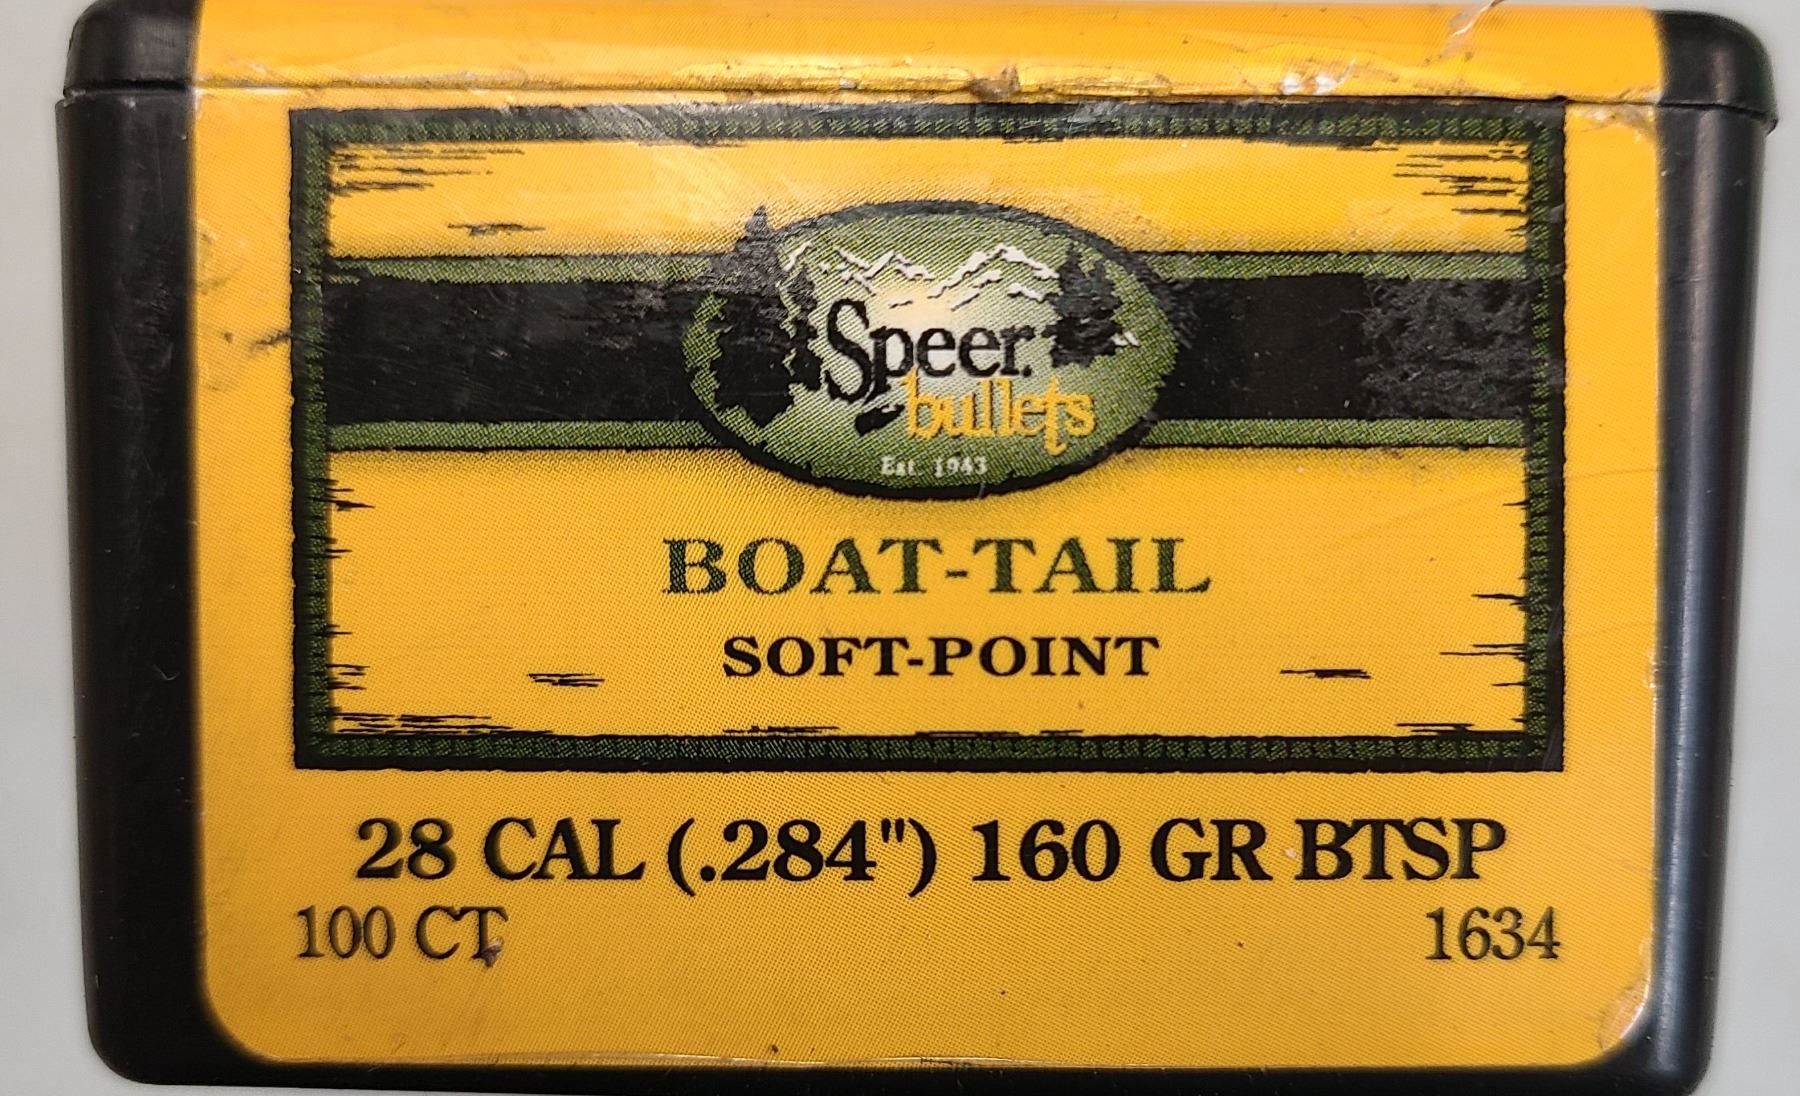 Speer.
bullets
Est. 1943
BOAT-TAIL
SOFT-POINT
28 CAL (.284") 160 GR BTSP
100 CT
1634